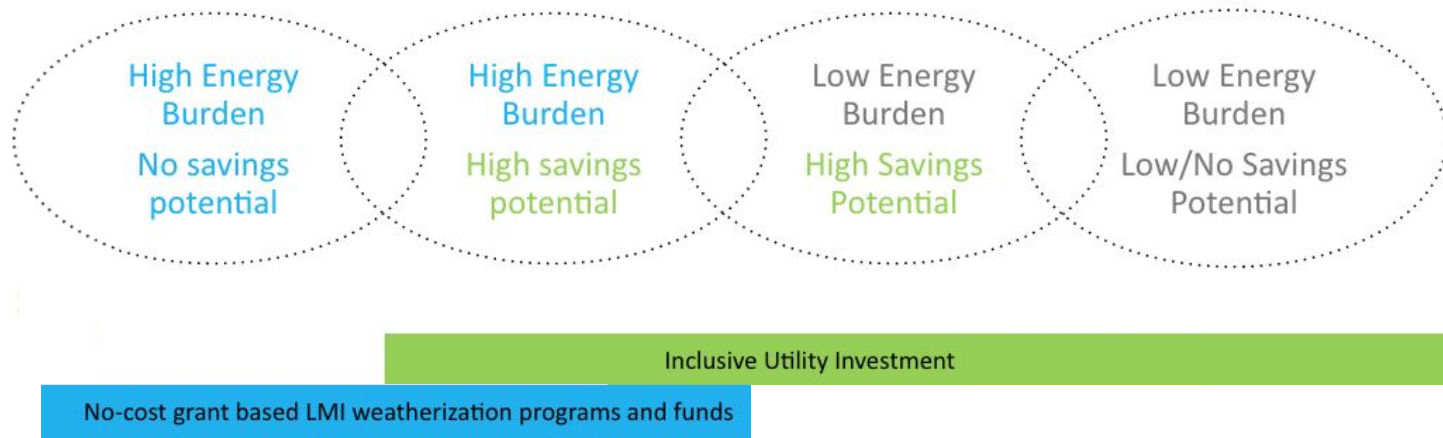 High Energy
Burden
No savings
potential
High Energy
Burden
High savings
potential
Low Energy
Burden
High Savings
Potential
Low Energy
Burden
Low/No Savings
Potential
Inclusive Utility Investment
No-cost grant based LMI weatherization programs and funds